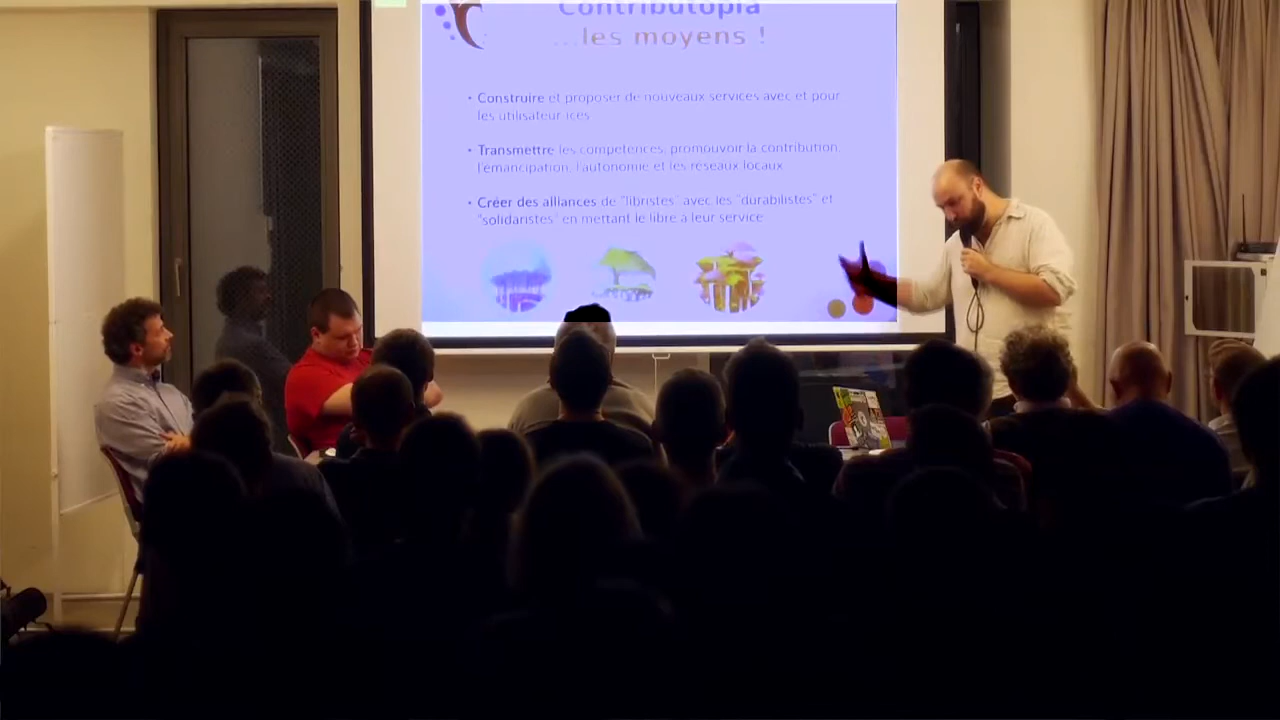 Contributopia
...les moyens !
• Construire et proposer de nouveaux services avec et pour
les utilisateur·ices
• Transmettre les compétences, promouvoir la contribution,
l'émancipation, l'autonomie et les réseaux locaux
• Créer des alliances de "libristes" avec les "durabilistes" et
"solidaristes" en mettant le libre à leur service